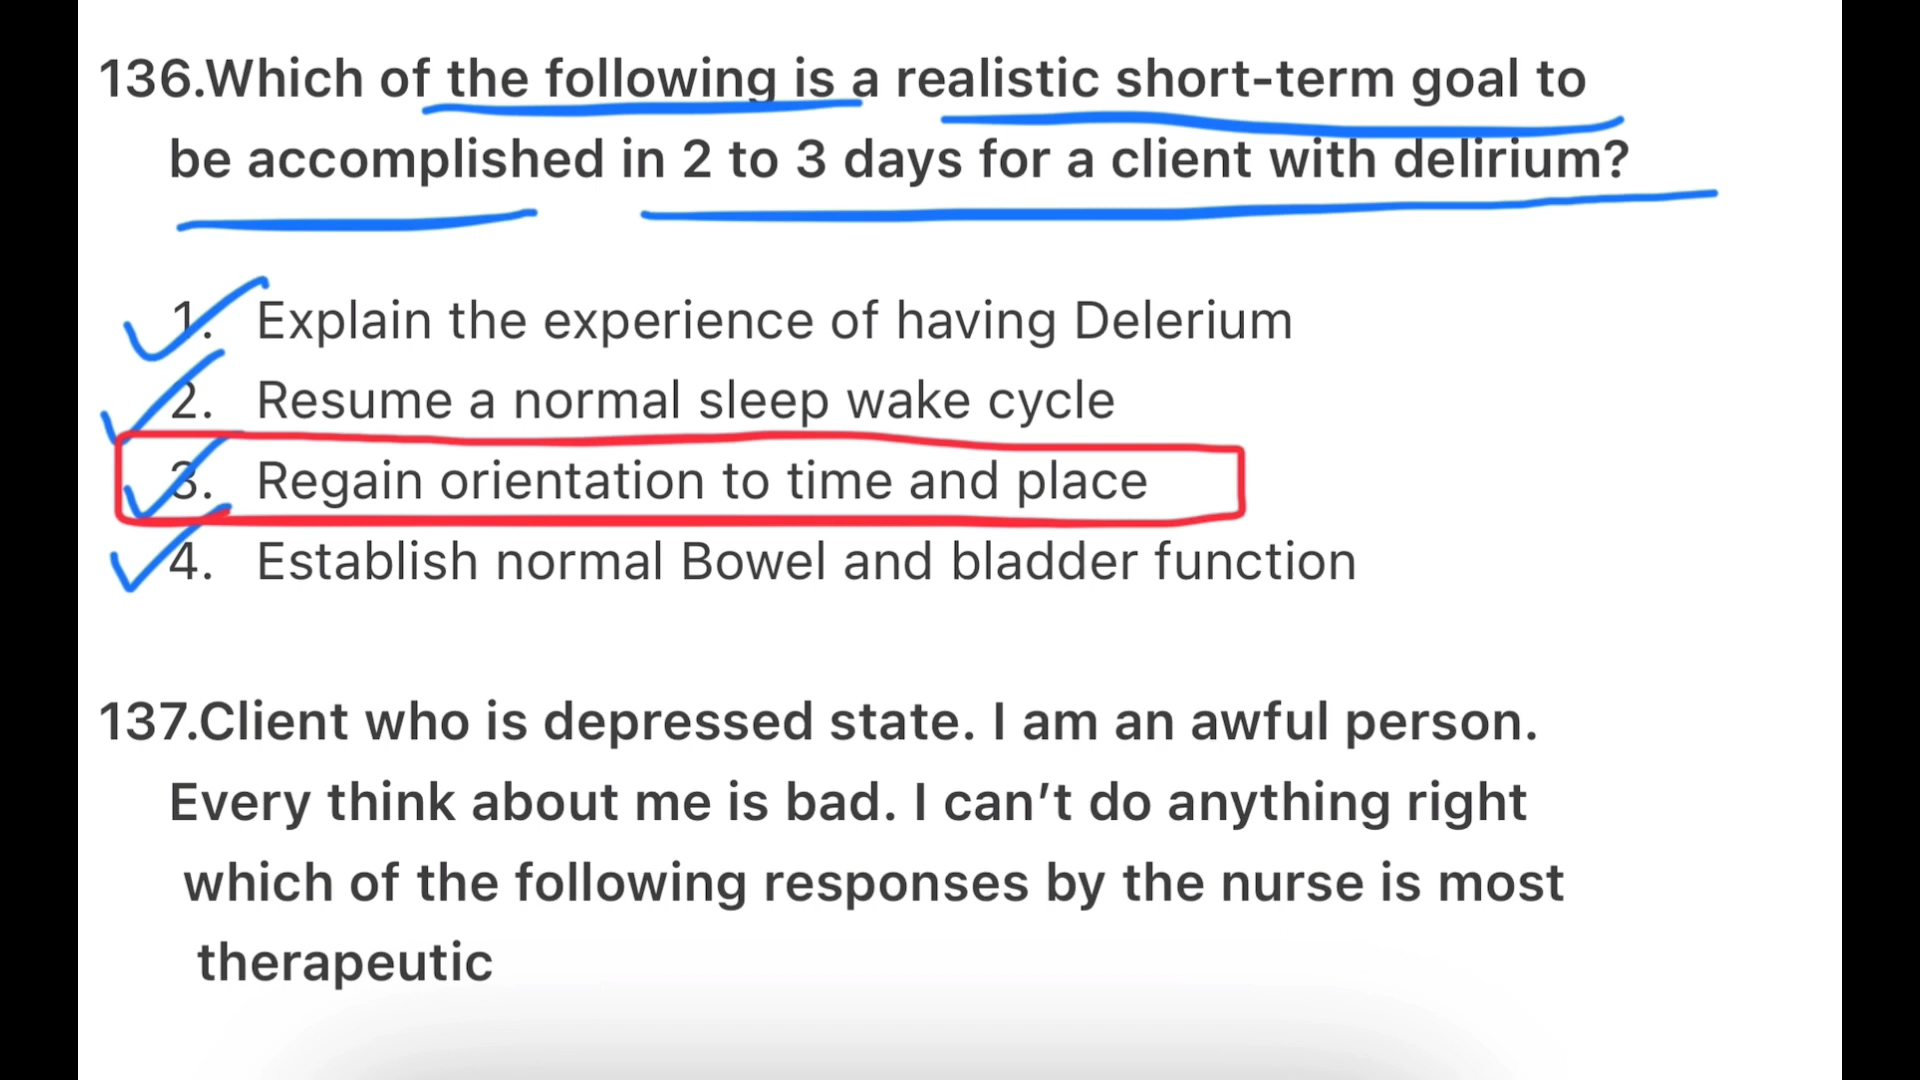 136.Which of the following is a realistic short-term goal to
be accomplished in 2 to 3 days for a client with delirium?
1. Explain the experience of having Delerium
2. Resume a normal sleep wake cycle
3. Regain orientation to time and place
4. Establish normal Bowel and bladder function
137.Client who is depressed state. I am an awful person.
Every think about me is bad. I can’t do anything right
which of the following responses by the nurse is most
therapeutic